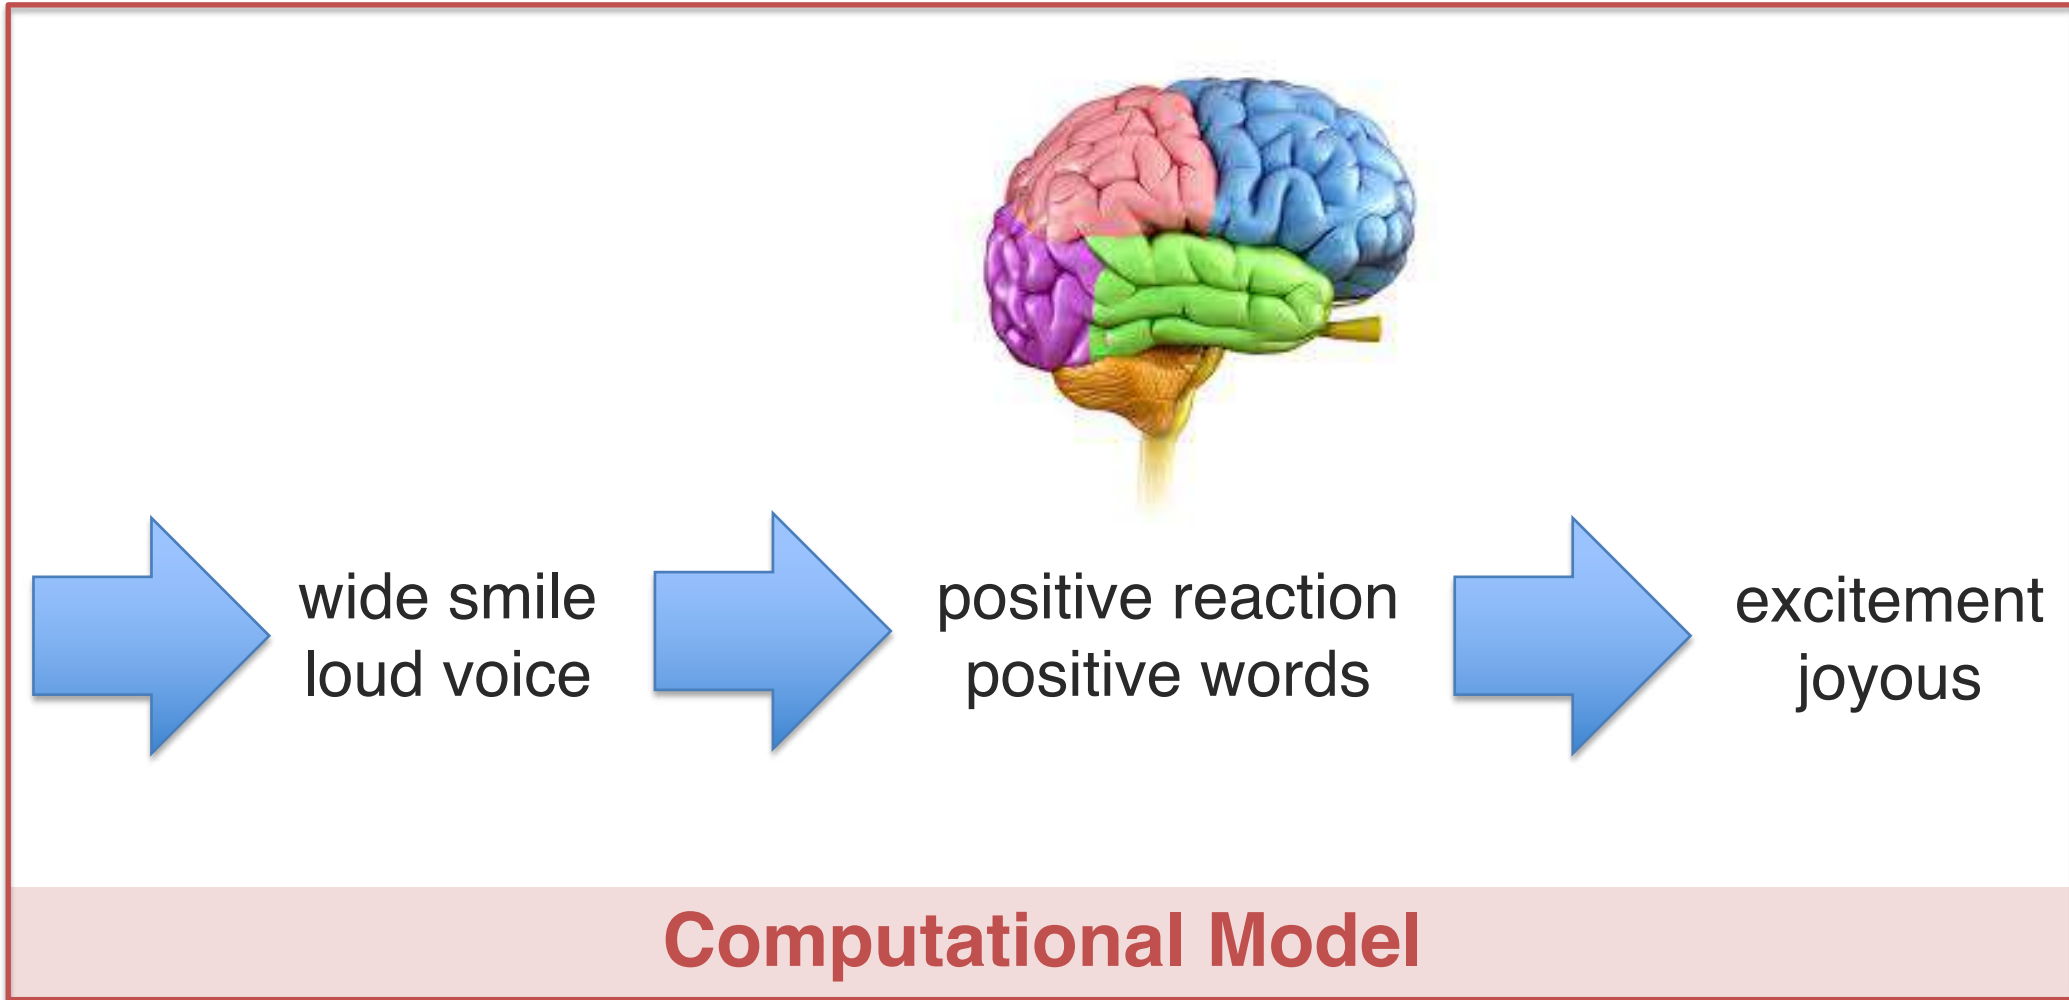 wide smile
loud voice
positive reaction
positive words
excitement
joyous
Computational Model